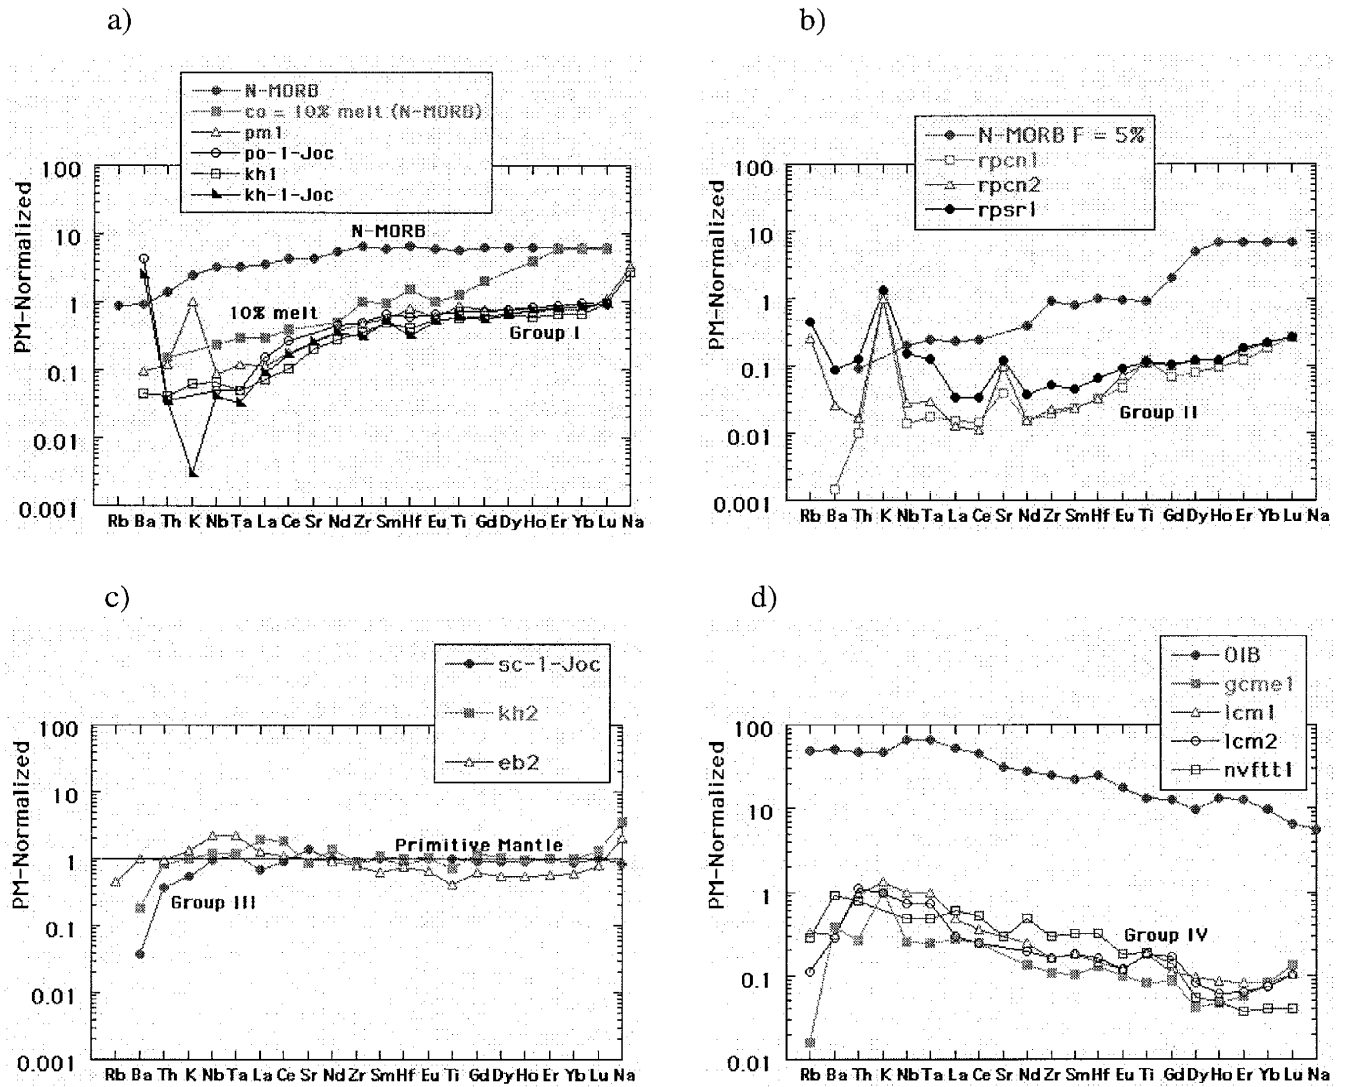 a)
N-MORB
co = 10% melt (N-MORB)
pm1
po-1-Joc
kh1
kh-1-Joc
PM-Normalized
100
10
1
0.1
0.01
0.001
N-MORB
10% melt
Group I
Rb Ba Th K Nb Ta La Ce Sr Nd Zr Sm Hf Eu Ti Gd Dy Ho Er Yb Lu Na
b)
N-MORB F = 5%
rpcn1
rpcn2
rpsr1
PM-Normalized
100
10
1
0.1
0.01
0.001
Group II
Rb Ba Th K Nb Ta La Ce Sr Nd Zr Sm Hf Eu Ti Gd Dy Ho Er Yb Lu Na
c)
sc-1-Joc
kh2
eb2
PM-Normalized
100
10
1
0.1
0.01
0.001
Primitive Mantle
Group III
Rb Ba Th K Nb Ta La Ce Sr Nd Zr Sm Hf Eu Ti Gd Dy Ho Er Yb Lu Na
d)
OIB
gcme1
lcm1
lcm2
nvftt1
PM-Normalized
100
10
1
0.1
0.01
Group IV
Rb Ba Th K Nb Ta La Ce Sr Nd Zr Sm Hf Eu Ti Gd Dy Ho Er Yb Lu Na